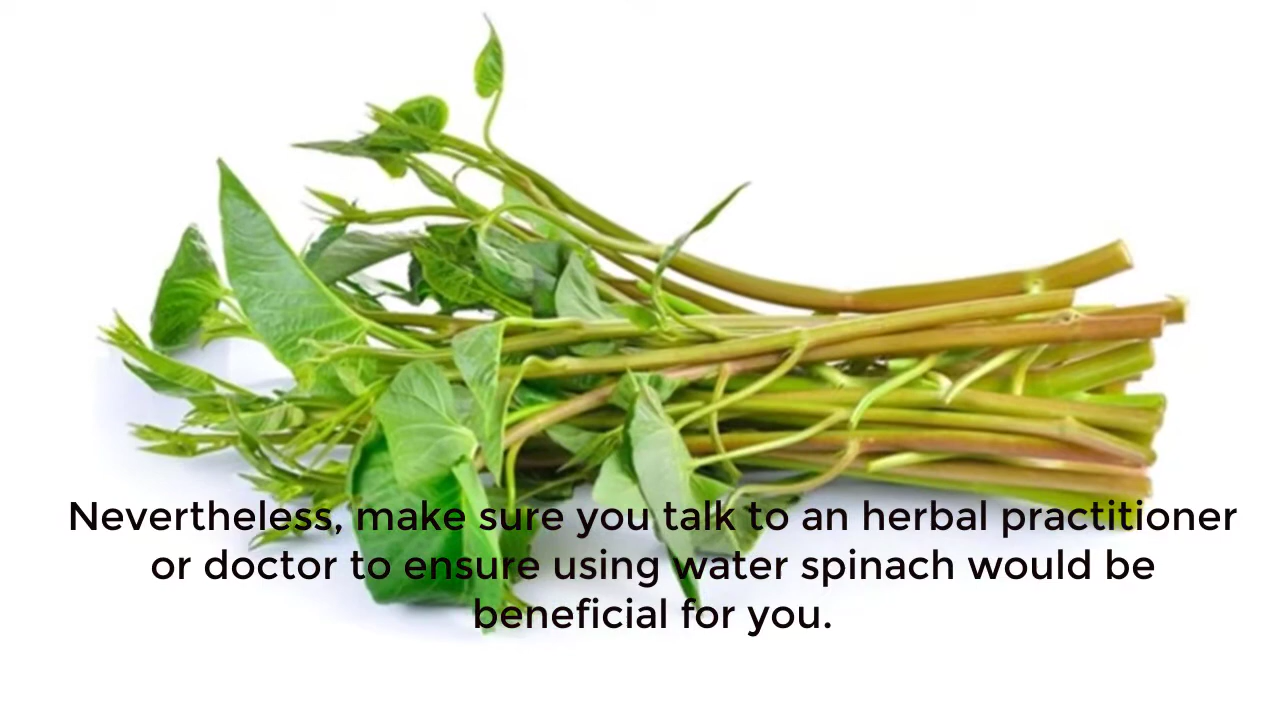 Nevertheless, make sure you talk to an herbal practitioner
or doctor to ensure using water spinach would be
beneficial for you.